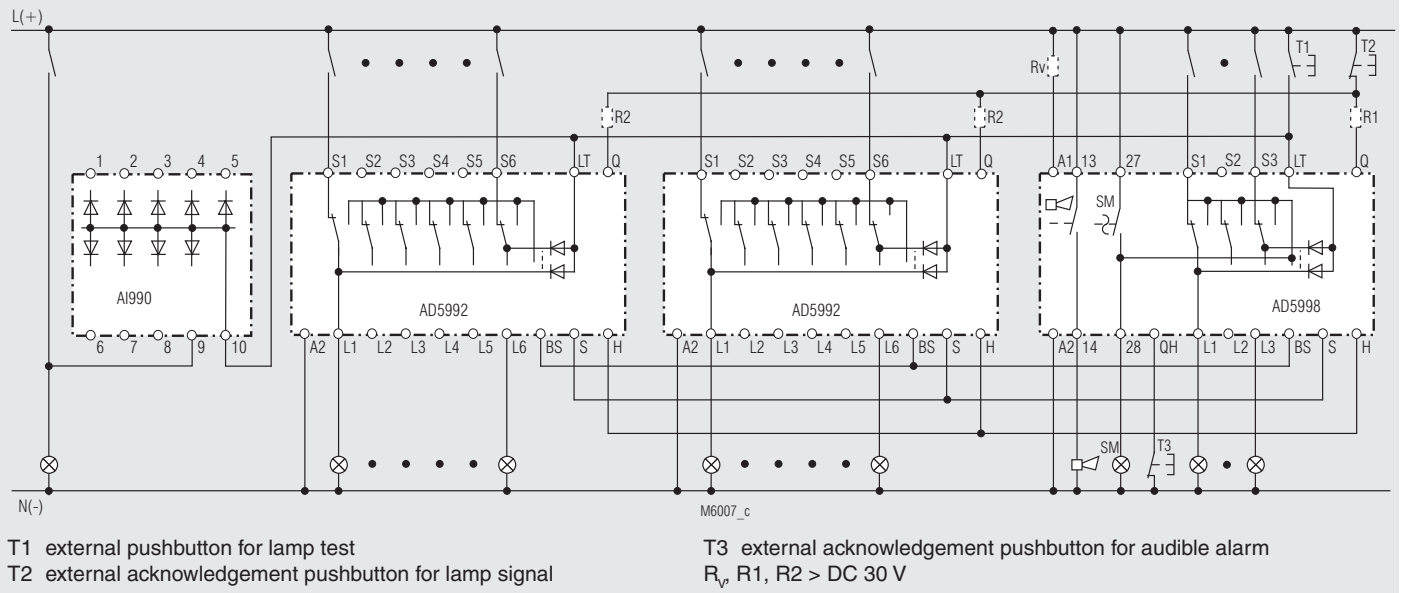 L(+)
T1 T2
Rv
R2 R2 R1
1 2 3 4 5 S1 S2 S3 S4 S5 S6 LT Q S1 S2 S3 S4 S5 S6 LT Q A1 13 27 S1 S2 S3 LT Q
SM
AI990 AD5992 AD5992 AD5998
6 7 8 9 10 A2 L1 L2 L3 L4 L5 L6 BS S H A2 L1 L2 L3 L4 L5 L6 BS S H A2 14 28 QH L1 L2 L3 BS S H
SM T3
N(-)
M6007_c
T1 external pushbutton for lamp test
T2 external acknowledgement pushbutton for lamp signal
T3 external acknowledgement pushbutton for audible alarm
Rv, R1, R2 > DC 30 V